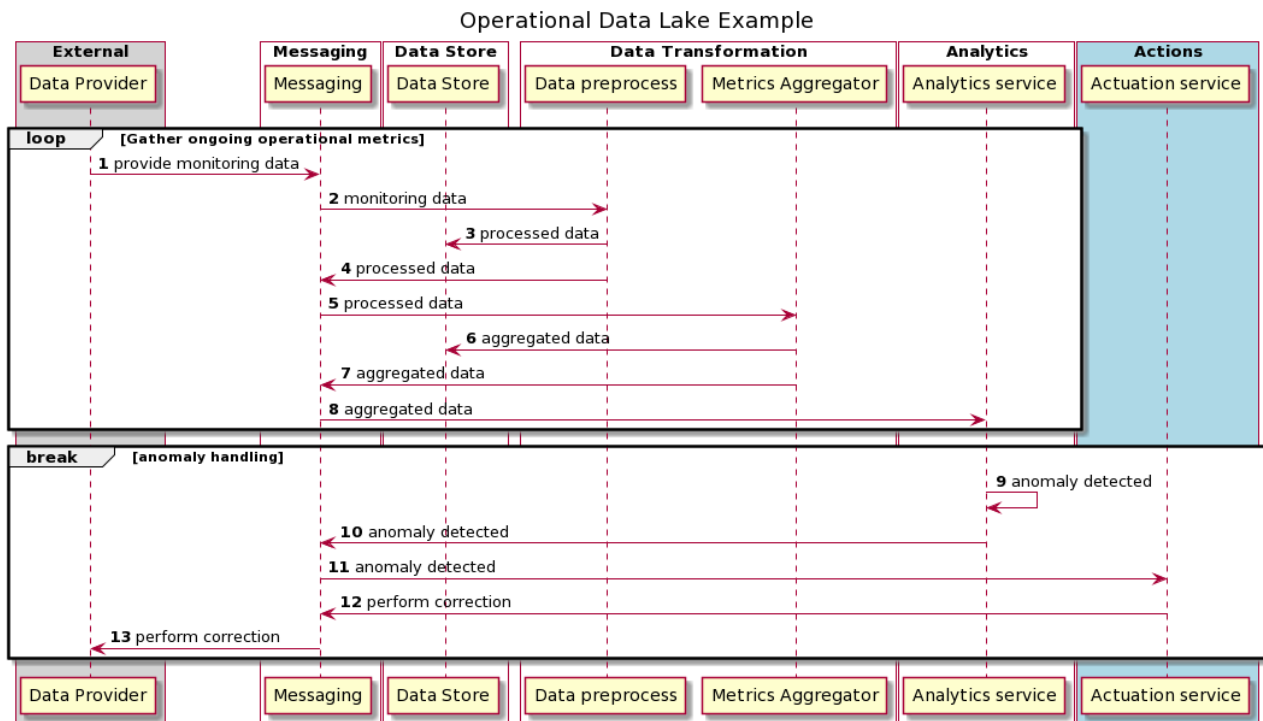 Operational Data Lake Example
External Messaging Data Store Data Transformation Analytics Actions
Data Provider Messaging Data Store Data preprocess Metrics Aggregator Analytics service Actuation service
loop [Gather ongoing operational metrics]
1 provide monitoring data
2 monitoring data
3 processed data
4 processed data
5 processed data
6 aggregated data
7 aggregated data
8 aggregated data
break [anomaly handling]
9 anomaly detected
10 anomaly detected
11 anomaly detected
12 perform correction
13 perform correction
Data Provider Messaging Data Store Data preprocess Metrics Aggregator Analytics service Actuation service